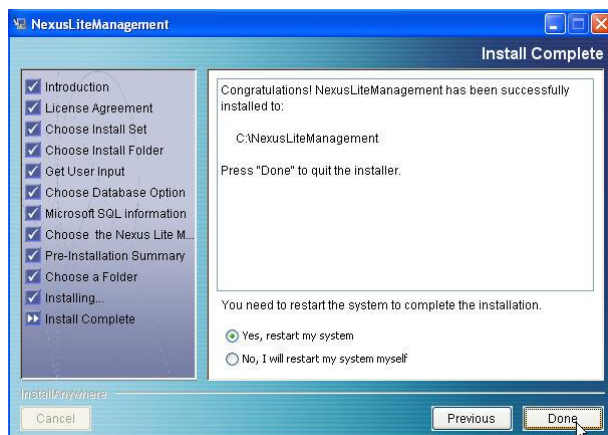 NexusLiteManagement
Install Complete
Introduction
License Agreement
Choose Install Set
Choose Install Folder
Get User Input
Choose Database Option
Microsoft SQL information
Choose the Nexus Lite M...
Pre-Installation Summary
Choose a Folder
Installing...
Install Complete
Congratulations! NexusLiteManagement has been successfully
installed to:
C:\NexusLiteManagement
Press "Done" to quit the installer.
You need to restart the system to complete the installation.
Yes, restart my system
No, I will restart my system myself
InstallAnywhere
Cancel
Previous
Done